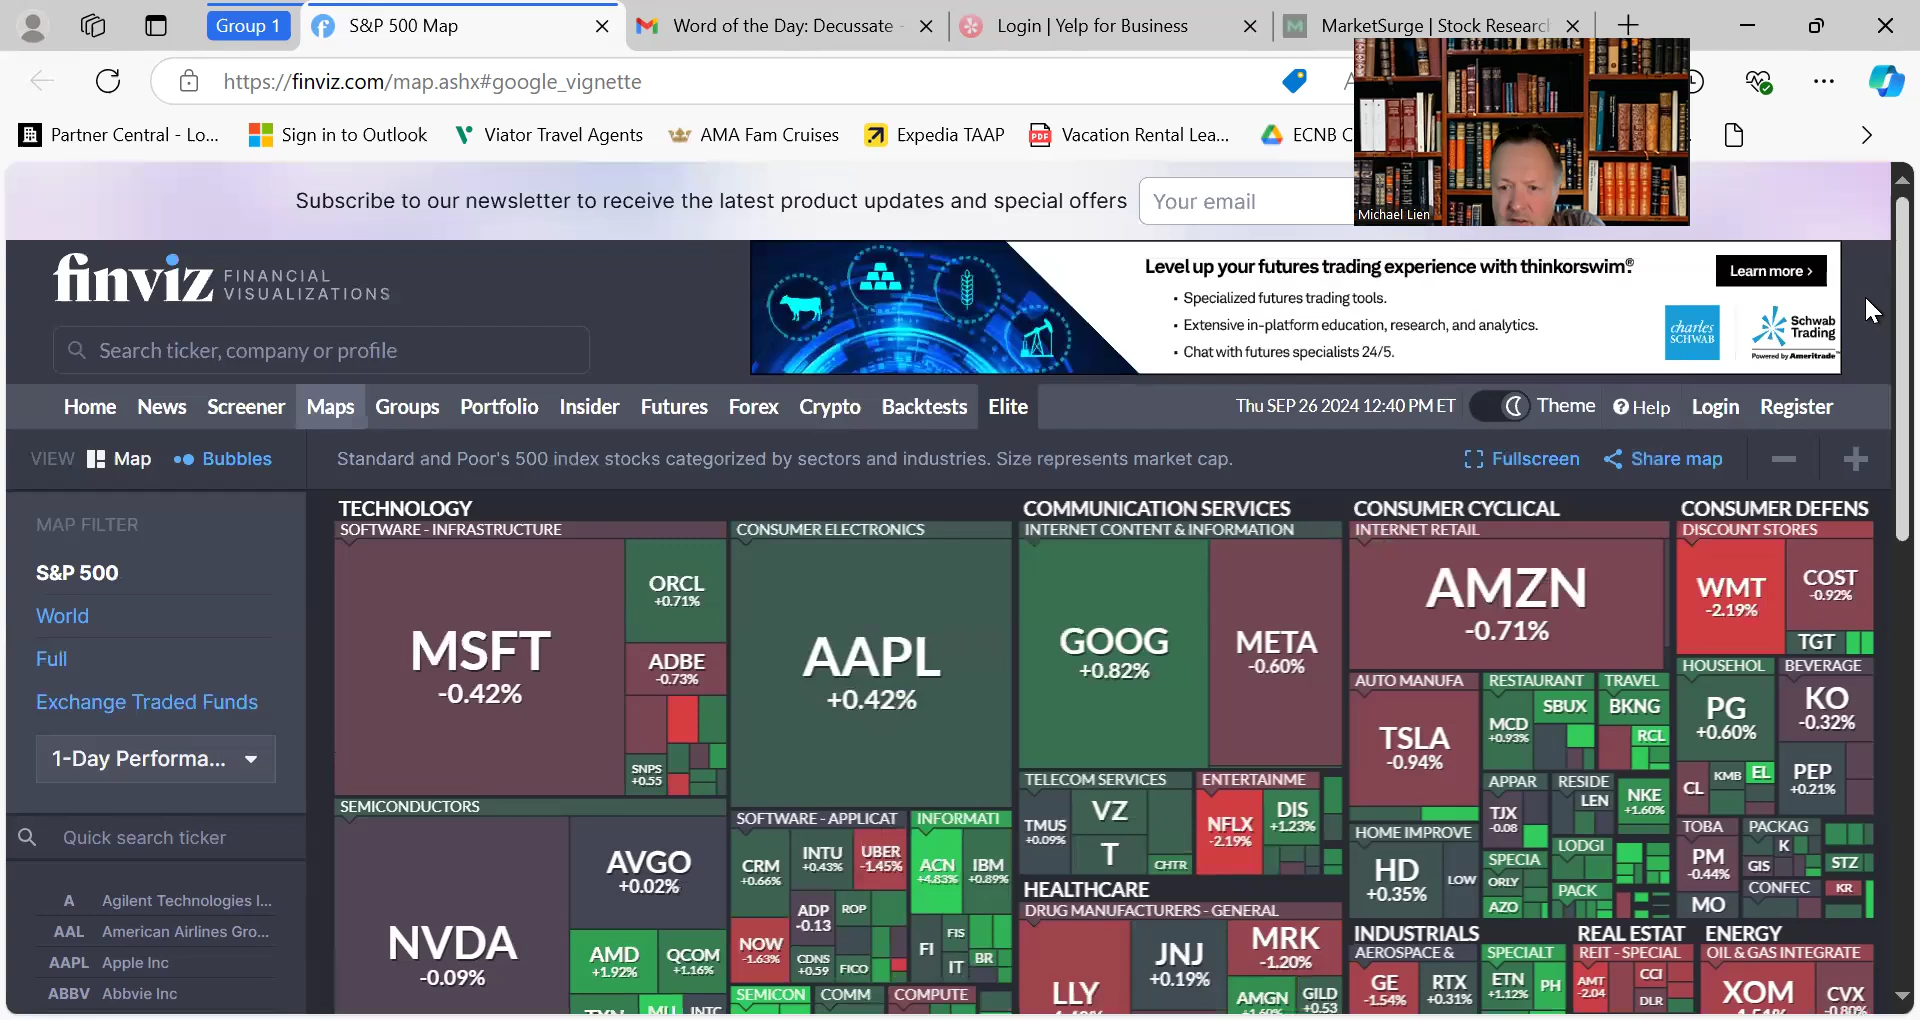 Group 1
S&P 500 Map
Word of the Day: Decussate -
Login | Yelp for Business
MarketSurge | Stock Research
https://finviz.com/map.ashx#google_vignette
Partner Central - Lo...
Sign in to Outlook
Viator Travel Agents
AMA Fam Cruises
Expedia TAAP
PDF
Vacation Rental Lea...
ECNB C
Michael Lien
Subscribe to our newsletter to receive the latest product updates and special offers
Your email
finviz FINANCIAL
VISUALIZATIONS
Level up your futures trading experience with thinkorswim®
• Specialized futures trading tools.
• Extensive in-platform education, research, and analytics.
• Chat with futures specialists 24/5.
Learn more >
charles
SCHWAB
Schwab
Trading
Powered by Ameritrade™
Search ticker, company or profile
Home News Screener Maps Groups Portfolio Insider Futures Forex Crypto Backtests Elite
Thu SEP 26 2024 12:40 PM ET Theme Help Login Register
VIEW Map Bubbles
Standard and Poor's 500 index stocks categorized by sectors and industries. Size represents market cap.
Fullscreen Share map
MAP FILTER
S&P 500
World
Full
Exchange Traded Funds
1-Day Performa...
Quick search ticker
A Agilent Technologies I...
AAL American Airlines Gro...
AAPL Apple Inc
ABBV Abbvie Inc
TECHNOLOGY
SOFTWARE - INFRASTRUCTURE
MSFT
-0.42%
ORCL
+0.71%
ADBE
-0.73%
SNPS
+0.55
CONSUMER ELECTRONICS
AAPL
+0.42%
SEMICONDUCTORS
NVDA
-0.09%
AVGO
+0.02%
AMD
+1.92%
QCOM
+1.16%
TXN
MU
INTC
SOFTWARE - APPLICAT
CRM
+0.66%
INTU
+0.43%
UBER
-1.45%
NOW
-1.63%
ADP
-0.13
ROP
CDNS
+0.59
FICO
INFORMATI
ACN
+4.83%
IBM
+0.89%
FI
FIS
IT
BR
SEMICON
COMM
COMPUTE
COMMUNICATION SERVICES
INTERNET CONTENT & INFORMATION
GOOG
+0.82%
META
-0.60%
TELECOM SERVICES
TMUS
+0.09%
VZ
T
CHTR
ENTERTAINME
NFLX
-2.19%
DIS
+1.23%
HEALTHCARE
DRUG MANUFACTURERS - GENERAL
LLY
JNJ
+0.19%
MRK
-1.20%
AMGN
GILD
+0.53
CONSUMER CYCLICAL
INTERNET RETAIL
AMZN
-0.71%
AUTO MANUFA
TSLA
-0.94%
RESTAURANT
MCD
+0.93%
SBUX
TRAVEL
BKNG
RCL
APPAR
TJX
-0.08
RESIDE
LEN
NKE
+1.60%
HOME IMPROVE
HD
+0.35%
LOW
SPECIA
ORLY
AZO
LODGI
PACK
CONSUMER DEFENS
DISCOUNT STORES
WMT
-2.19%
COST
-0.92%
TGT
HOUSEHOL
PG
+0.60%
CL
KMB
EL
BEVERAGE
KO
-0.32%
PEP
+0.21%
TOBA
PM
-0.44%
MO
PACKAG
K
GIS
STZ
CONFEC
KR
INDUSTRIALS
AEROSPACE &
GE
-1.54%
RTX
+0.31%
SPECIALT
ETN
+1.12%
PH
REAL ESTAT
REIT - SPECIAL
AMT
-2.04
CCI
DLR
ENERGY
OIL & GAS INTEGRATE
XOM
CVX
-0.80%